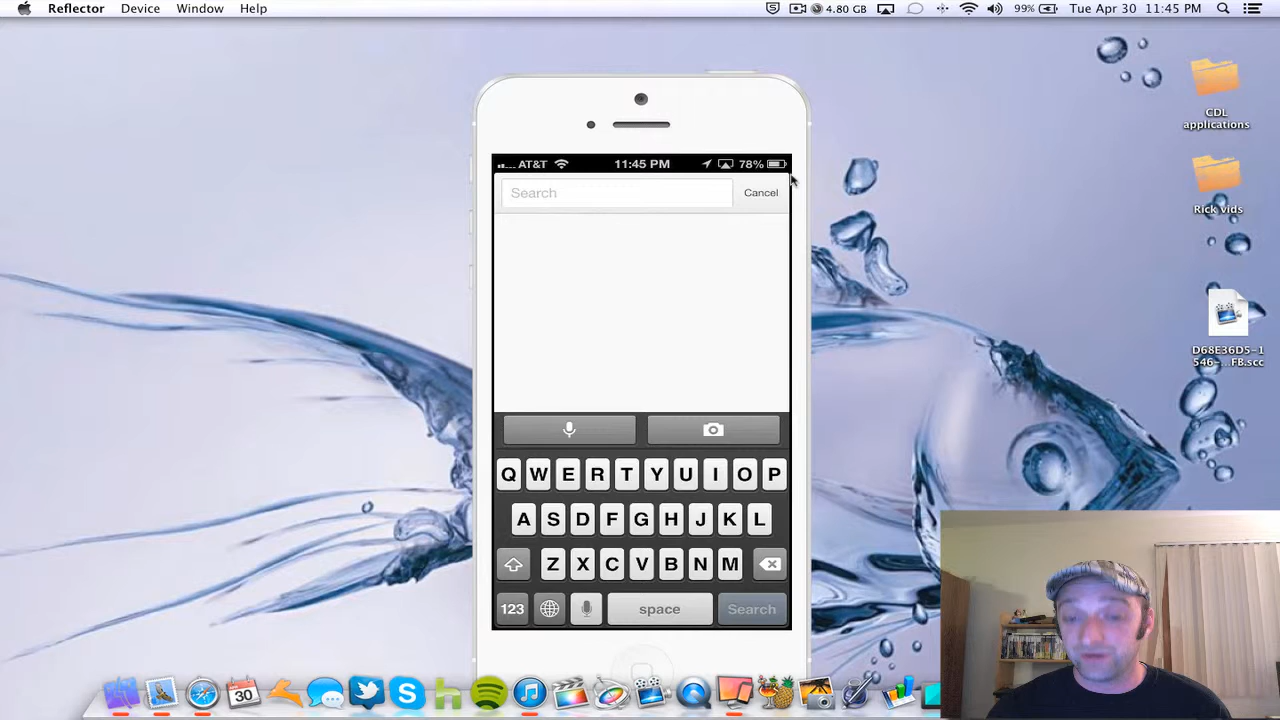 Reflector Device Window Help 4.80 GB 99% Tue Apr 30 11:45 PM
CDL
applications
Rick vids
D68E36D5-1
546-...FB.scc
AT&T 11:45 PM 78%
Search Cancel
Q W E R T Y U I O P
A S D F G H J K L
Z X C V B N M
123 space Search
30